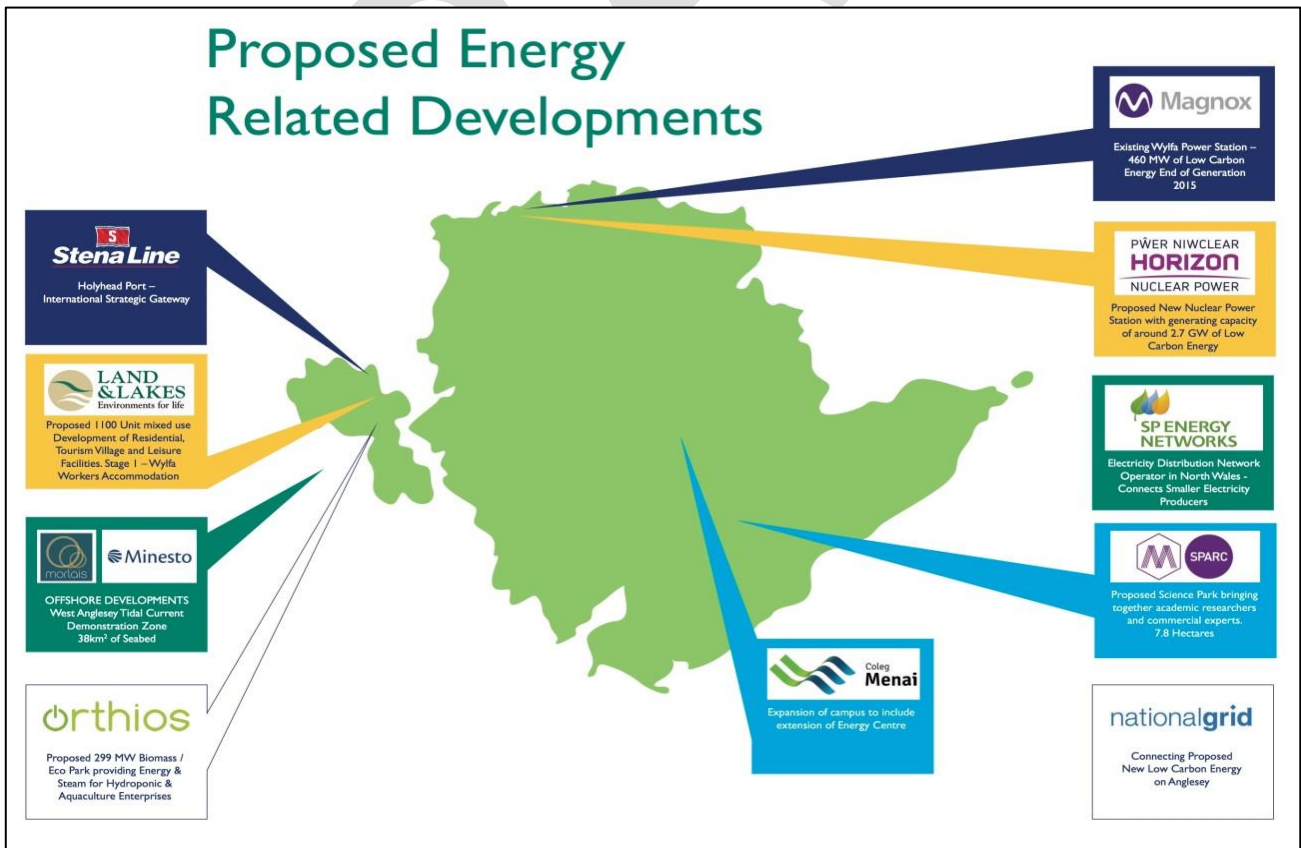 Proposed Energy
Related Developments
StenaLine
Holyhead Port –
International Strategic Gateway
LAND
&LAKES
Environments for life
Proposed 1100 Unit mixed use
Development of Residential,
Tourism Village and Leisure
Facilities. Stage 1 – Wylfa
Workers Accommodation
morlais
Minesto
OFFSHORE DEVELOPMENTS
West Anglesey Tidal Current
Demonstration Zone
38km² of Seabed
orthios
Proposed 299 MW Biomass /
Eco Park providing Energy &
Steam for Hydroponic &
Aquaculture Enterprises
Coleg
Menai
Expansion of campus to include
extension of Energy Centre
Magnox
Existing Wylfa Power Station –
460 MW of Low Carbon
Energy End of Generation
2015
PŴER NIWCLEAR
HORIZON
NUCLEAR POWER
Proposed New Nuclear Power
Station with generating capacity
of around 2.7 GW of Low
Carbon Energy
SP ENERGY
NETWORKS
Electricity Distribution Network
Operator in North Wales -
Connects Smaller Electricity
Producers
M SPARC
Proposed Science Park bringing
together academic researchers
and commercial experts.
7.8 Hectares
nationalgrid
Connecting Proposed
New Low Carbon Energy
on Anglesey